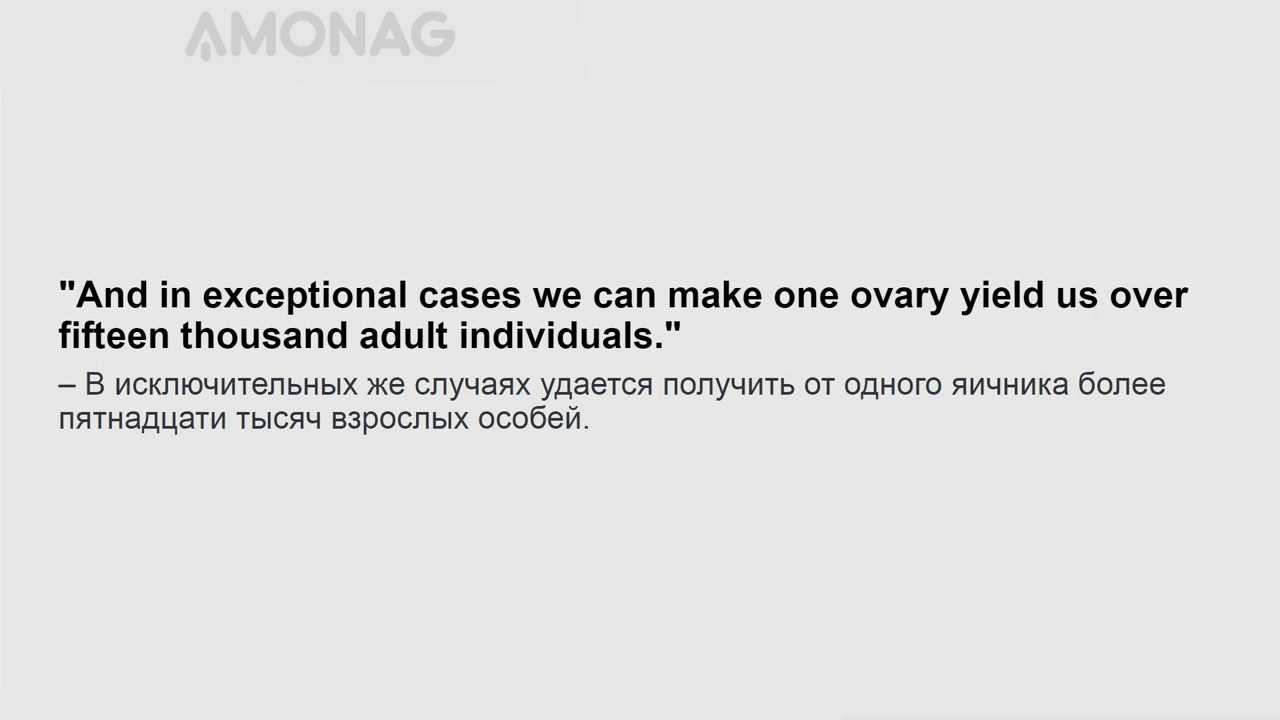 AMONAG
"And in exceptional cases we can make one ovary yield us over
fifteen thousand adult individuals."
– В исключительных же случаях удается получить от одного яичника более
пятнадцати тысяч взрослых особей.